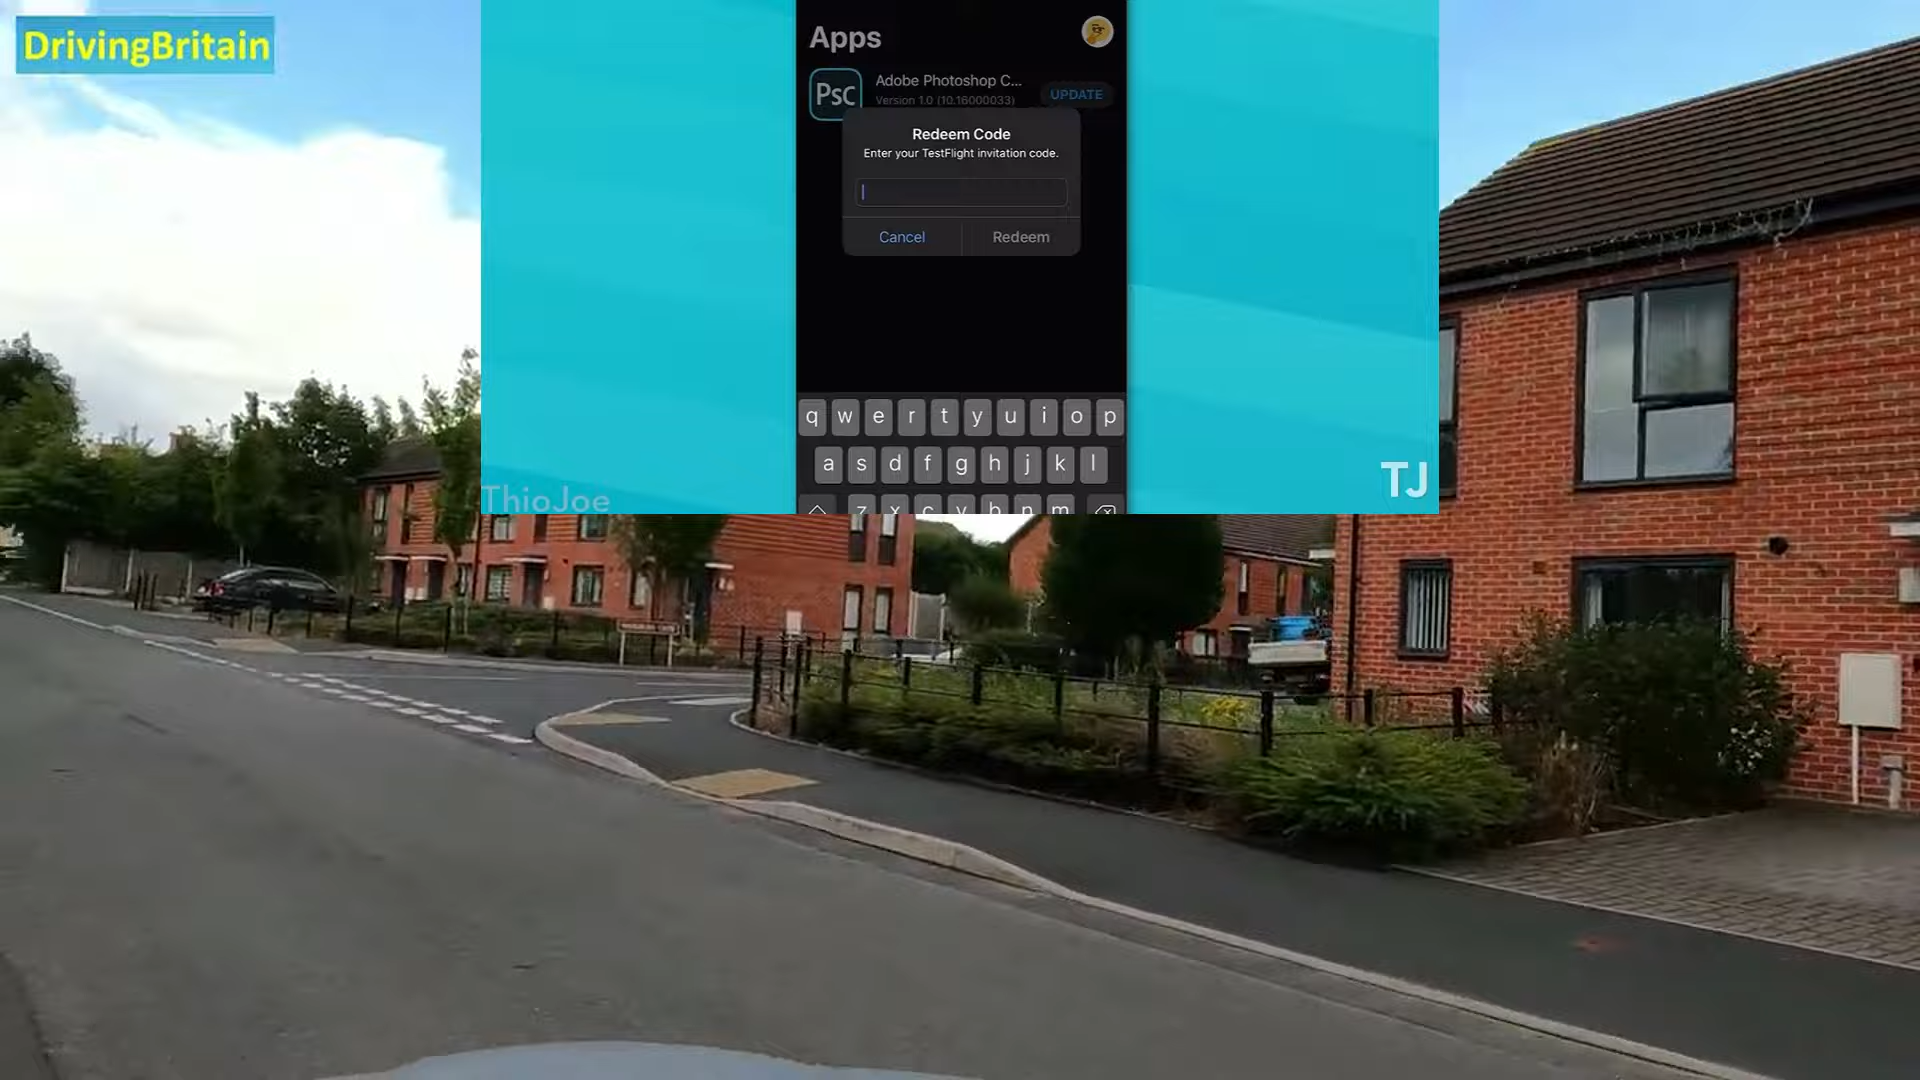 DrivingBritain
Apps
Psc
Adobe Photoshop C...
Version 1.0 (10.16000033)
UPDATE
Redeem Code
Enter your TestFlight invitation code.
Cancel
Redeem
q w e r t y u i o p
a s d f g h j k l
z x c v b n m
ThioJoe
TJ